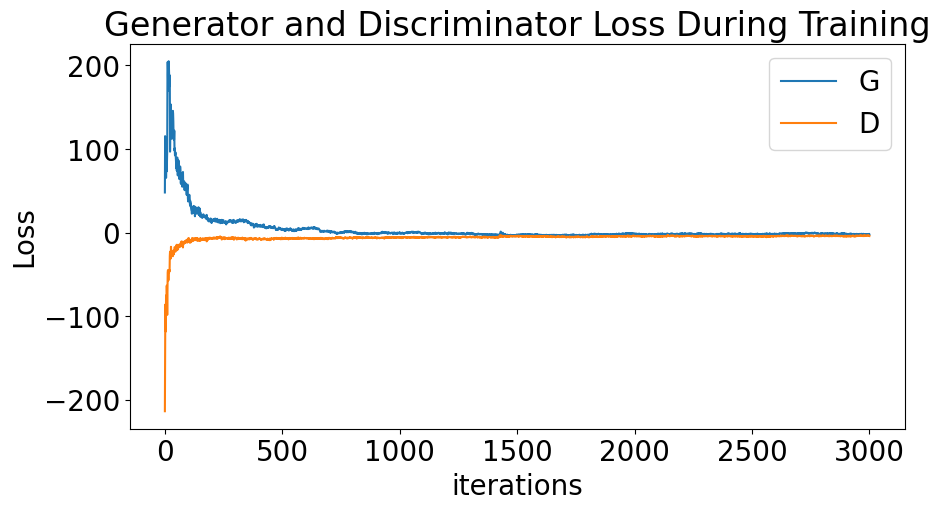 Generator and Discriminator Loss During Training
G
D
200
100
0
−100
−200
Loss
0 500 1000 1500 2000 2500 3000
iterations